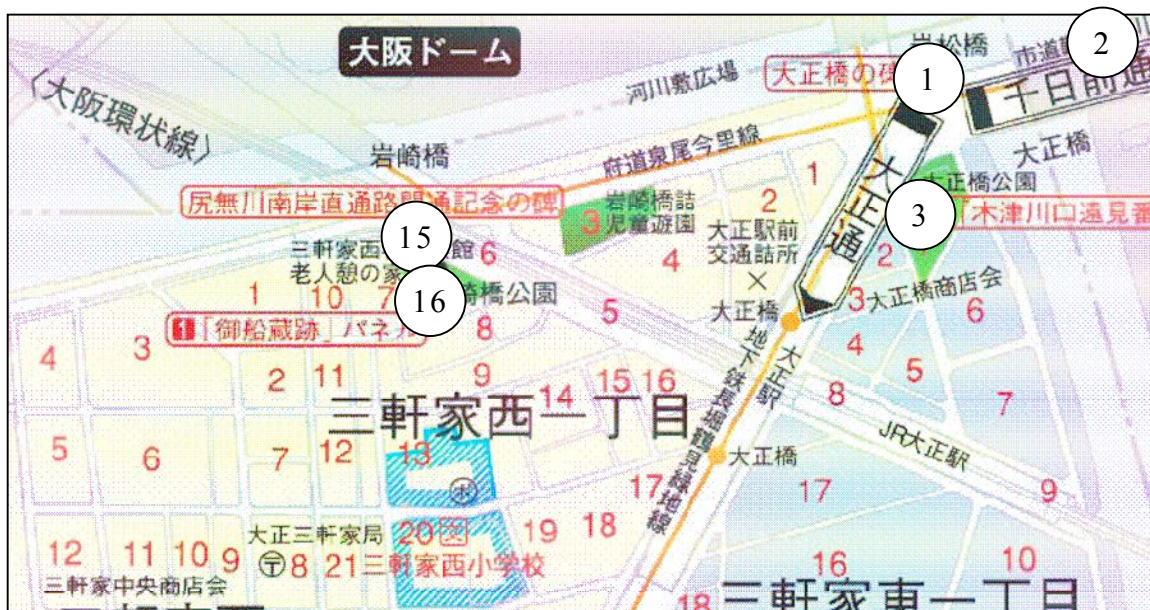 大阪ドーム
〈大阪環状線〉
河川敷広場
大正橋の碑
岩松橋
1
2
千日前通
岩崎橋
府道泉尾今里線
大正橋
大正橋公園
尻無川南岸直通路開通記念の碑
3
岩崎橋詰
児童遊園
2
1
大正通
3
「木津川口遠見番
15
三軒家西
館
老人憩の家
6
4
大正駅前
交通詰所
2
大正橋商店会
16
崎橋公園
1
10
7
5
大正橋
3
6
1「御船蔵跡」パネル
8
4
5
4
3
2
11
9
14
15
16
地下鉄長堀鶴見緑地線
大正駅
8
7
三軒家西一丁目
JR大正駅
5
6
7
12
13
大正橋
17
17
9
大正三軒家局
20
文
19
18
12
11
10
9
8
21
三軒家西小学校
16
10
三軒家中央商店会
18
三軒家東一丁目